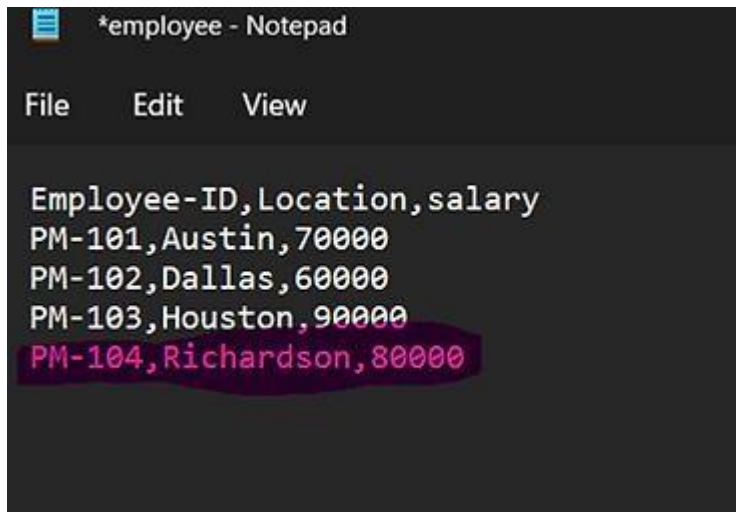 *employee - Notepad
File Edit View
Employee-ID,Location,salary
PM-101,Austin,70000
PM-102,Dallas,60000
PM-103,Houston,90000
PM-104,Richardson,80000